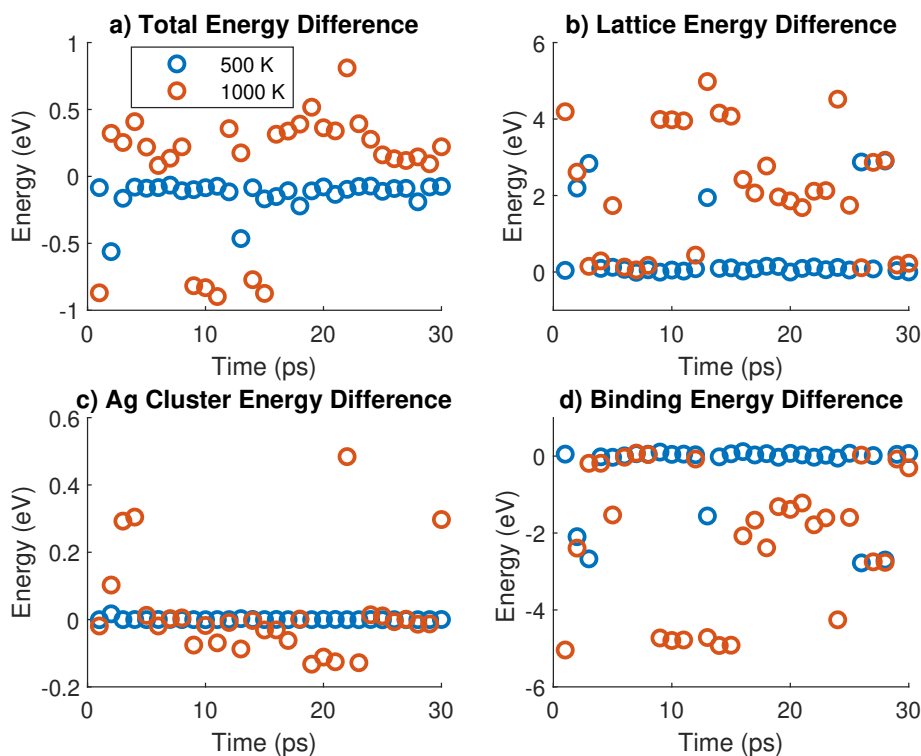 a) Total Energy Difference
1
0.5
0
-0.5
-1
Energy (eV)
500 K
1000 K
0
10
20
30
Time (ps)
b) Lattice Energy Difference
6
4
2
0
Energy (eV)
0
10
20
30
Time (ps)
c) Ag Cluster Energy Difference
0.6
0.4
0.2
0
-0.2
Energy (eV)
0
10
20
30
Time (ps)
d) Binding Energy Difference
0
-2
-4
-6
Energy (eV)
0
10
20
30
Time (ps)